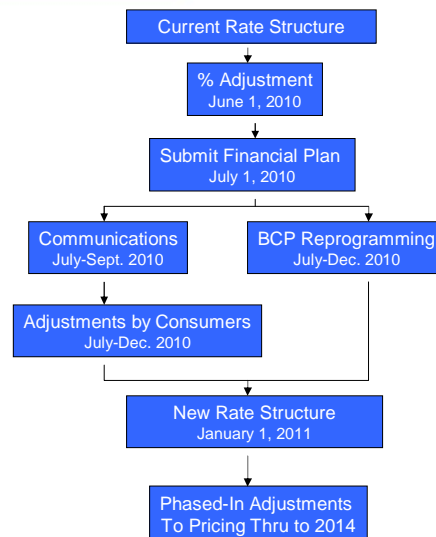 Current Rate Structure
% Adjustment
June 1, 2010
Submit Financial Plan
July 1, 2010
Communications
July-Sept. 2010
BCP Reprogramming
July-Dec. 2010
Adjustments by Consumers
July-Dec. 2010
New Rate Structure
January 1, 2011
Phased-In Adjustments
To Pricing Thru to 2014